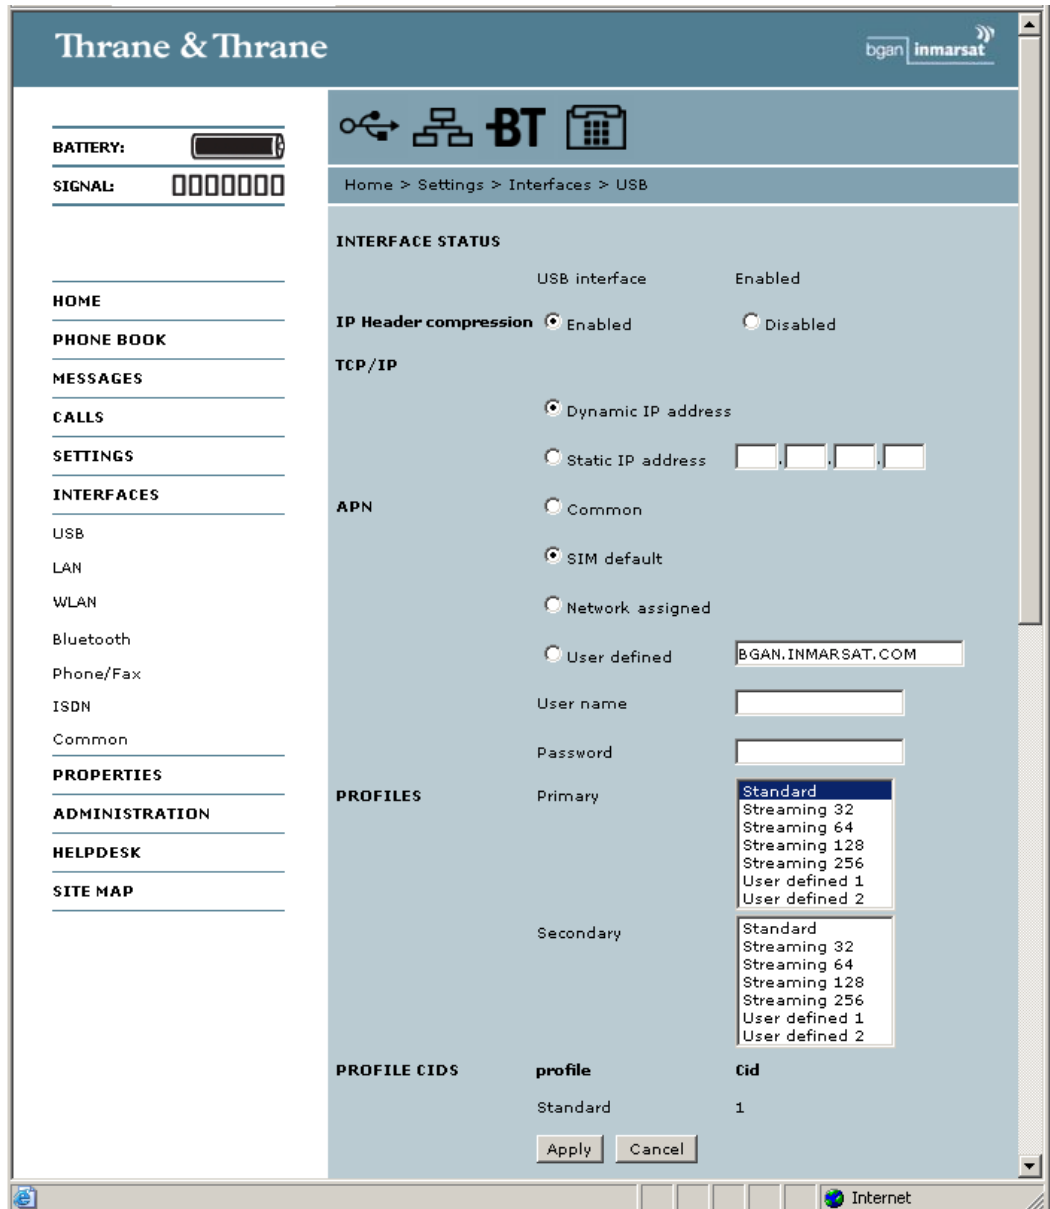 Thrane & Thrane
bgan inmarsat
BATTERY:
SIGNAL:
BT
Home > Settings > Interfaces > USB
HOME
PHONE BOOK
MESSAGES
CALLS
SETTINGS
INTERFACES
USB
LAN
WLAN
Bluetooth
Phone/Fax
ISDN
Common
PROPERTIES
ADMINISTRATION
HELPDESK
SITE MAP
INTERFACE STATUS
USB interface Enabled
IP Header compression Enabled Disabled
TCP/IP
Dynamic IP address
Static IP address . . .
APN Common
SIM default
Network assigned
User defined BGAN.INMARSAT.COM
User name
Password
PROFILES Primary
Standard
Streaming 32
Streaming 64
Streaming 128
Streaming 256
User defined 1
User defined 2
Secondary
Standard
Streaming 32
Streaming 64
Streaming 128
Streaming 256
User defined 1
User defined 2
PROFILE CIDS profile Cid
Standard 1
Apply Cancel
Internet